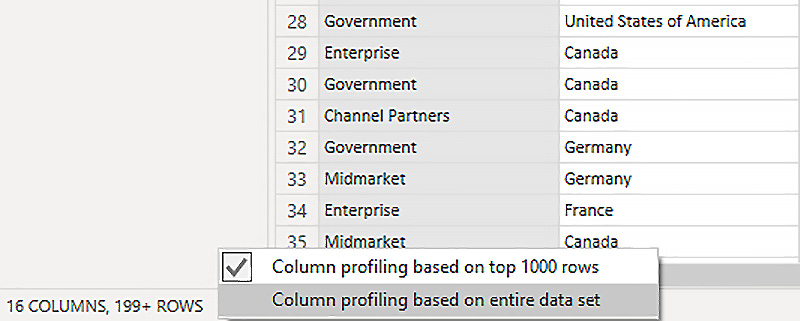 28 Government United States of America
29 Enterprise Canada
30 Government Canada
31 Channel Partners Canada
32 Government Germany
33 Midmarket Germany
34 Enterprise France
35 Midmarket Canada
Column profiling based on top 1000 rows
Column profiling based on entire data set
16 COLUMNS, 199+ ROWS